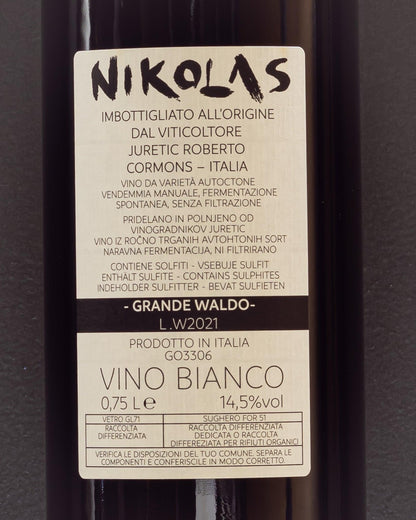 NIKOLAS
IMBOTTIGLIATO ALL'ORIGINE
DAL VITICOLTORE
JURETIC ROBERTO
CORMONS – ITALIA
VINO DA VARIETÀ AUTOCTONE
VENDEMMIA MANUALE, FERMENTAZIONE
SPONTANEA, SENZA FILTRAZIONE
PRIDELANO IN POLNJENO OD
VINOGRADNIKOV JURETIC
VINO IZ ROČNO TRGANIH AVTOHTONIH SORT
NARAVNA FERMENTACIJA, NI FILTRIRANO
CONTIENE SOLFITI - VSEBUJE SULFIT
ENTHÄLT SULFITE - CONTAINS SULPHITES
INDEHOLDER SULFITTER - BEVAT SULFIETEN
- GRANDE WALDO-
L.W2021
PRODOTTO IN ITALIA
GO3306
VINO BIANCO
0,75 L e 14,5%vol
VETRO GL71
RACCOLTA
DIFFERENZIATA
SUGHERO FOR 51
RACCOLTA DIFFERENZIATA
DEDICATA O RACCOLTA
DIFFEREZIATA PER RIFIUTI ORGANICI
VERIFICA LE DISPOSIZIONI DEL TUO COMUNE. SEPARA LE
COMPONENTI E CONFERISCILE IN MODO CORRETTO.